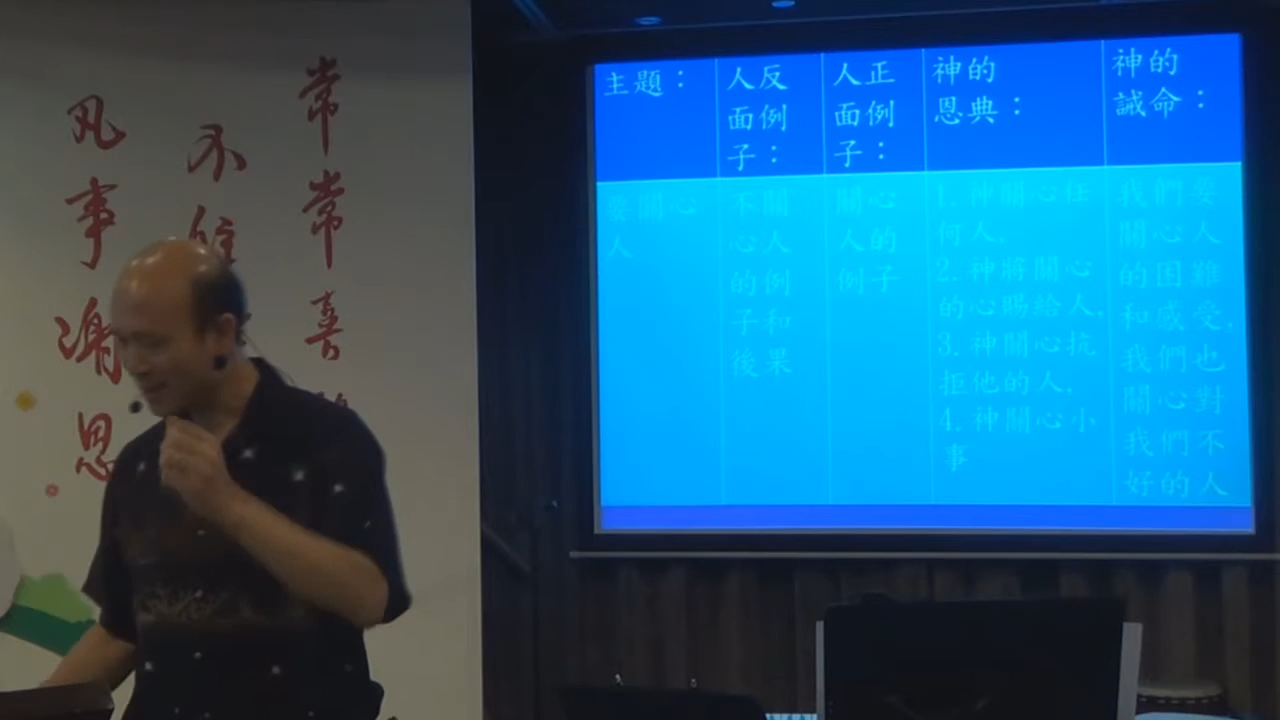 常常喜
不住
凡事謝恩
主題：
人反
面例
子：
人正
面例
子：
神的
恩典：
神的
誡命：
要關心
人
不關
心人
的例
子和
後果
關心
人的
例子
1. 神關心任
何人.
2. 神將關心
的心賜給人.
3. 神關心抗
拒他的人.
4. 神關心小
事
我們要
關心人
的困難
和感受.
我們也
關心對
我們不
好的人